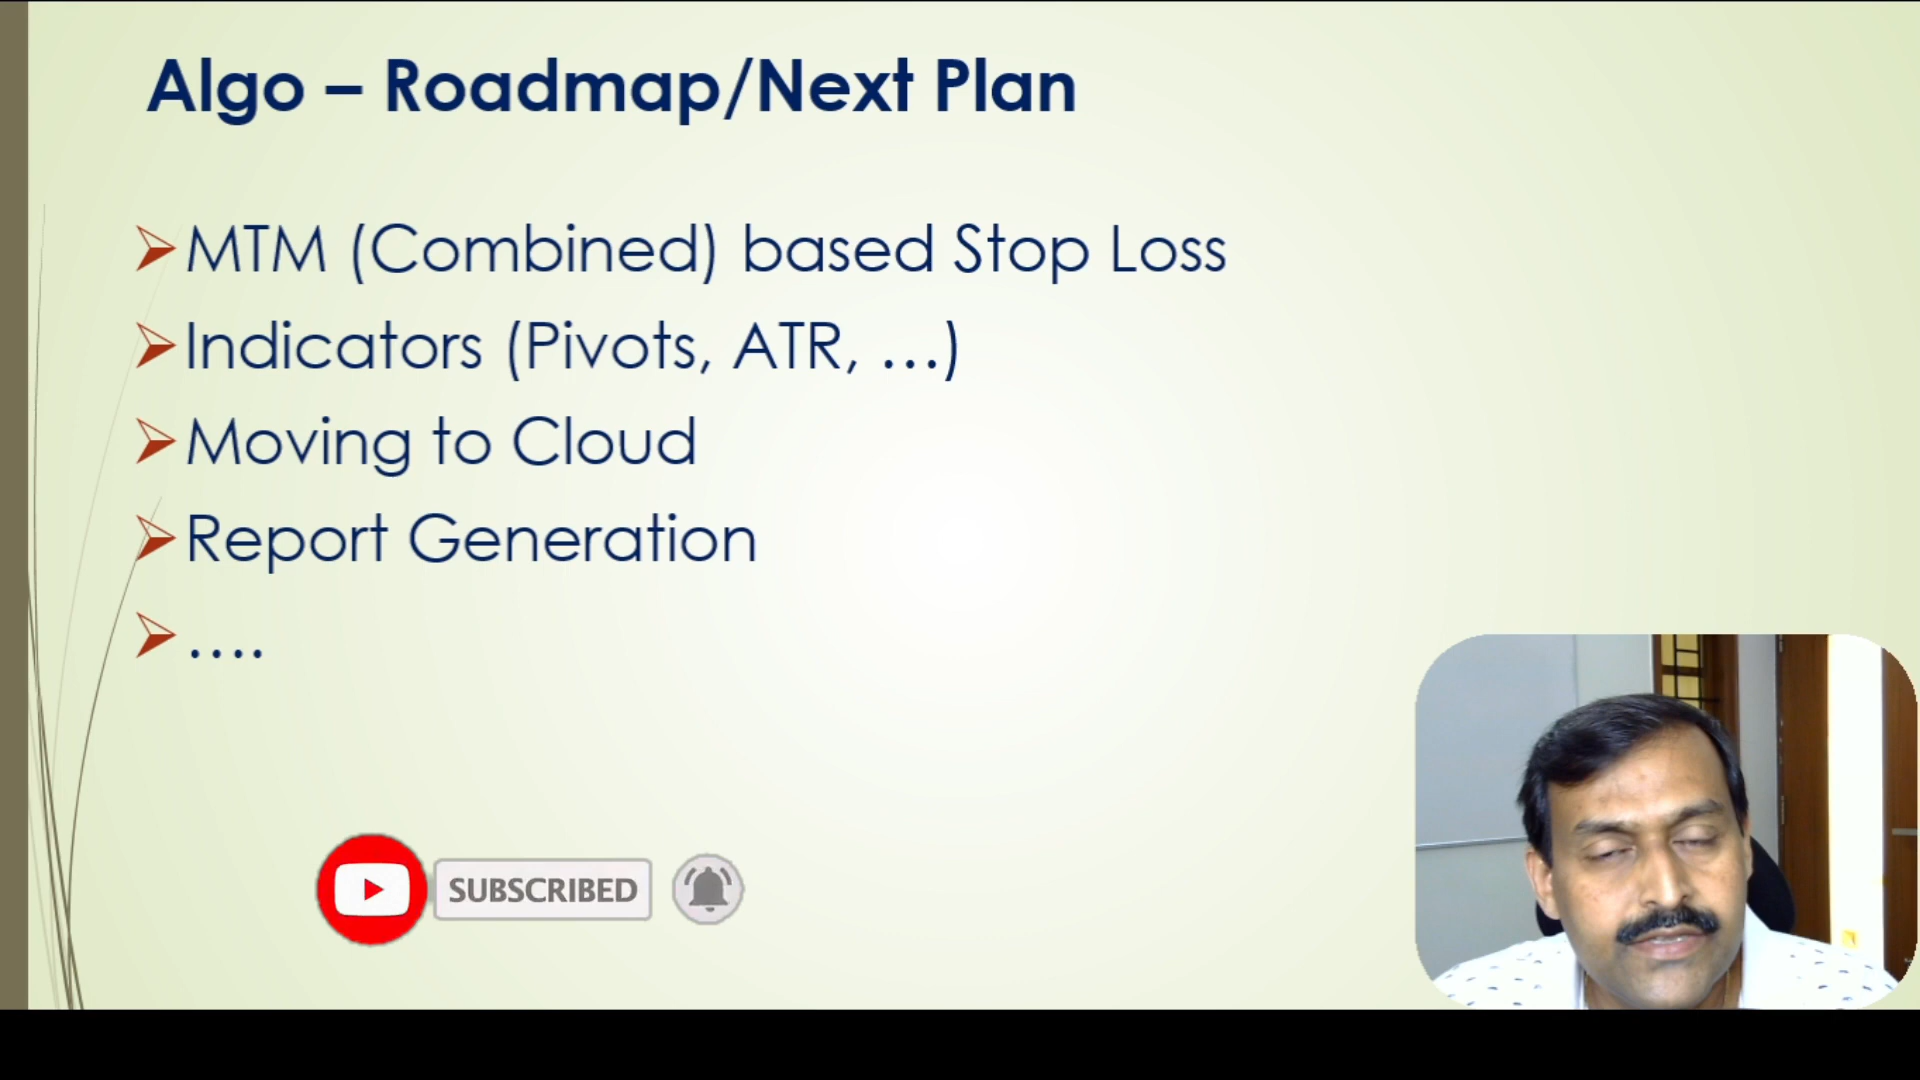 Algo – Roadmap/Next Plan
MTM (Combined) based Stop Loss
Indicators (Pivots, ATR, ...)
Moving to Cloud
Report Generation
....
SUBSCRIBED